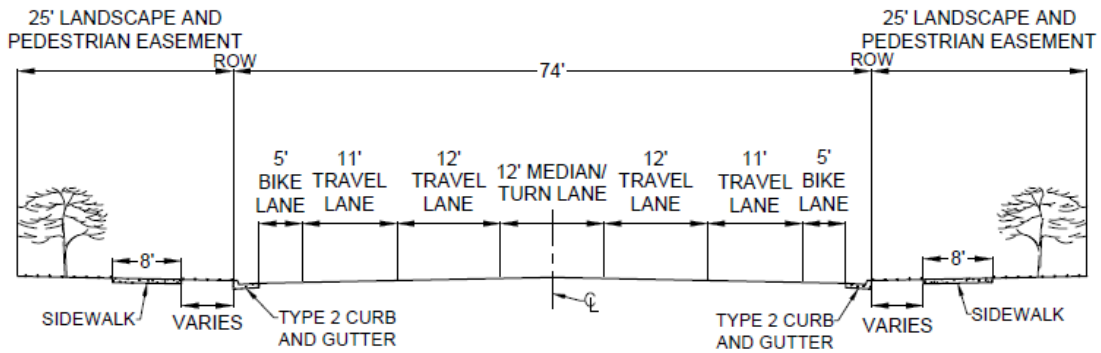 25' LANDSCAPE AND
PEDESTRIAN EASEMENT
ROW
74'
ROW
25' LANDSCAPE AND
PEDESTRIAN EASEMENT
5'
BIKE
LANE
11'
TRAVEL
LANE
12'
TRAVEL
LANE
12' MEDIAN/
TURN LANE
12'
TRAVEL
LANE
11'
TRAVEL
LANE
5'
BIKE
LANE
8'
8'
SIDEWALK
VARIES
TYPE 2 CURB
AND GUTTER
℄
TYPE 2 CURB
AND GUTTER
VARIES
SIDEWALK